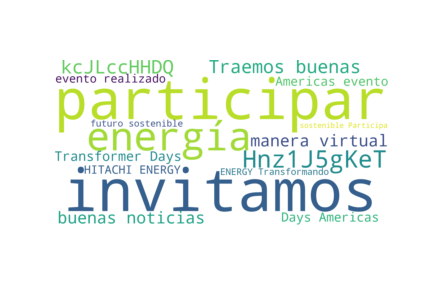 kcJLccHHDQ Traemos buenas
evento realizado Americas evento
participar
futuro sostenible sostenible Participa
energía manera virtual
Transformer Days Hnz1J5gKeT
HITACHI ENERGY ENERGY Transformando
invitamos
buenas noticias Days Americas